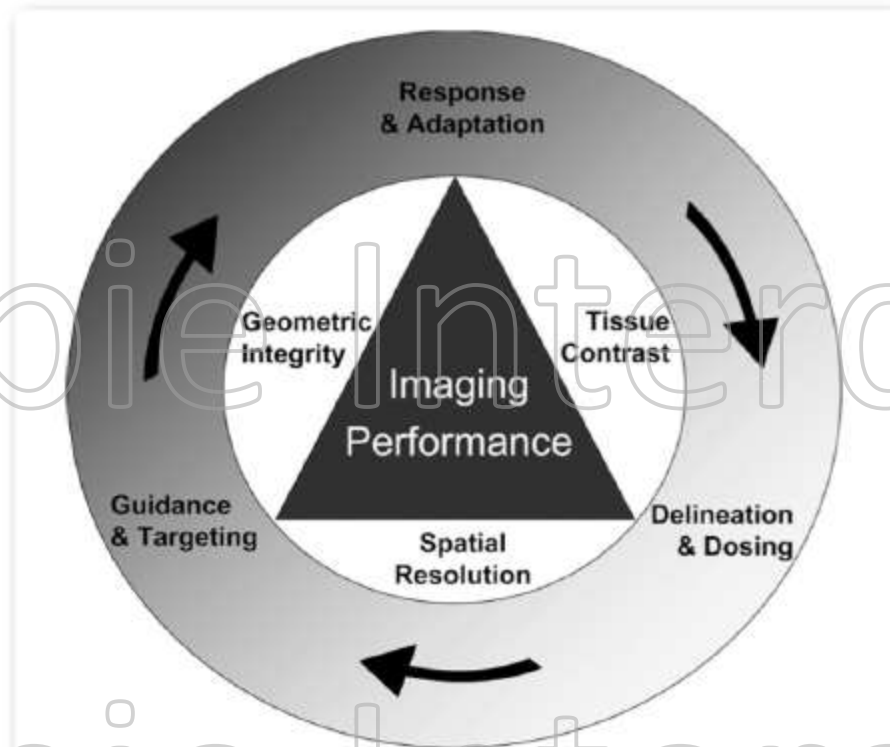 Response
& Adaptation
Geometric
Integrity
Tissue
Contrast
Imaging
Performance
Guidance
& Targeting
Delineation
& Dosing
Spatial
Resolution